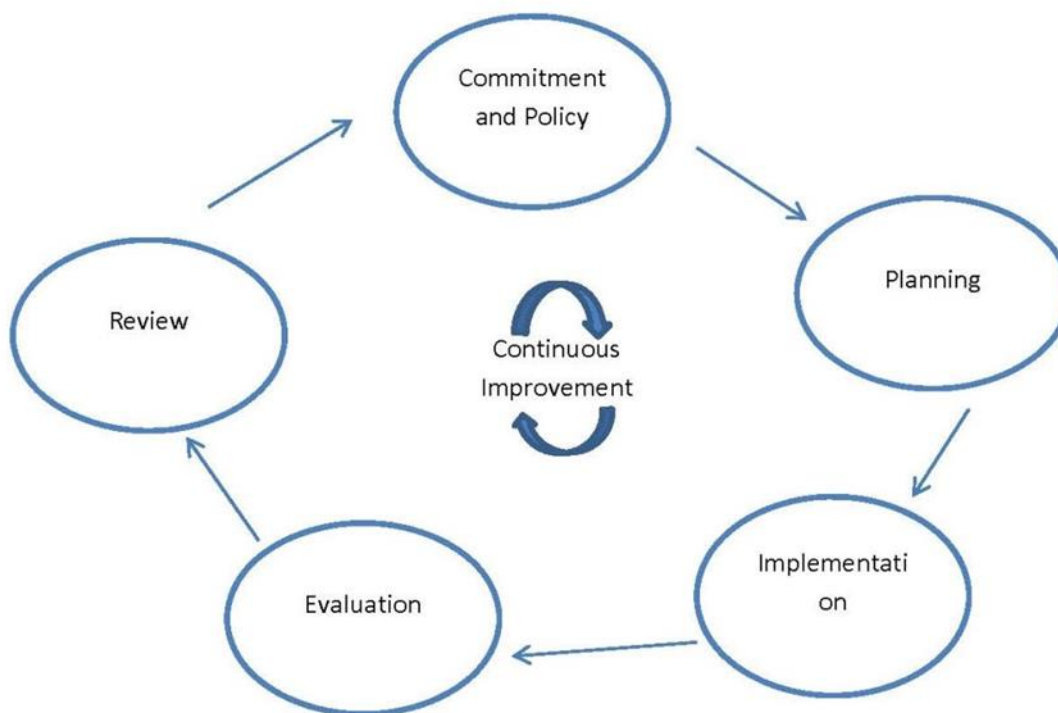 Commitment
and Policy
Planning
Review
Continuous
Improvement
Implementati
on
Evaluation